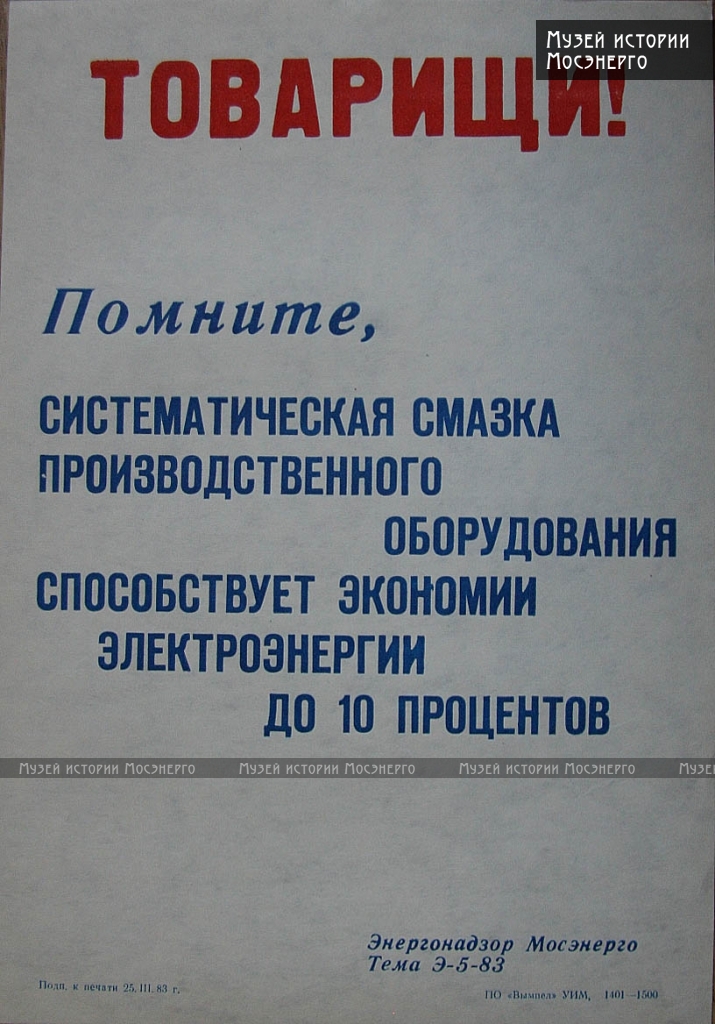 Музей истории
Мосэнерго
ТОВАРИЩИ!
Помните,
СИСТЕМАТИЧЕСКАЯ СМАЗКА
ПРОИЗВОДСТВЕННОГО
ОБОРУДОВАНИЯ
СПОСОБСТВУЕТ ЭКОНОМИИ
ЭЛЕКТРОЭНЕРГИИ
ДО 10 ПРОЦЕНТОВ
Музей истории Мосэнерго Музей истории Мосэнерго Музей истории Мосэнерго Музе
Энергонадзор Мосэнерго
Тема Э-5-83
Подп. к печати 25.III.83 г.
ПО «Вымпел» УИМ, 1401—1500